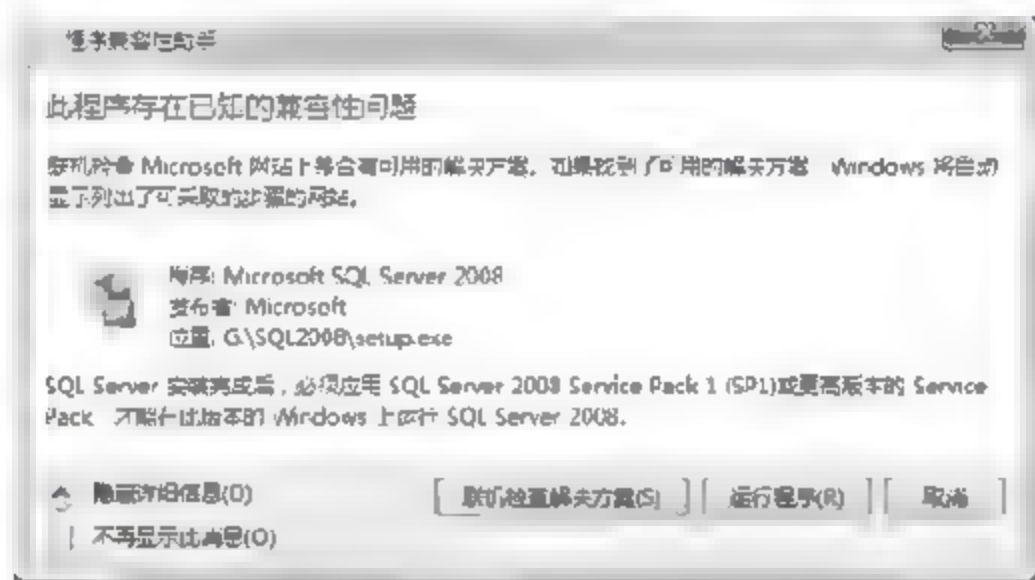 程序兼容性助手
此程序存在已知的兼容性问题
联机检查 Microsoft 网站上是否有可用的解决方案。如果找到了可用的解决方案，Windows 将自动
显示列出了可采取的步骤的网站。
程序: Microsoft SQL Server 2008
发布者: Microsoft
位置: G:\SQL2008\setup.exe
SQL Server 安装完成后，必须应用 SQL Server 2008 Service Pack 1 (SP1)或更高版本的 Service
Pack，才能在此版本的 Windows 上运行 SQL Server 2008。
隐藏详细信息(D)
联机检查解决方案(S)
运行程序(R)
取消
不再显示此消息(O)